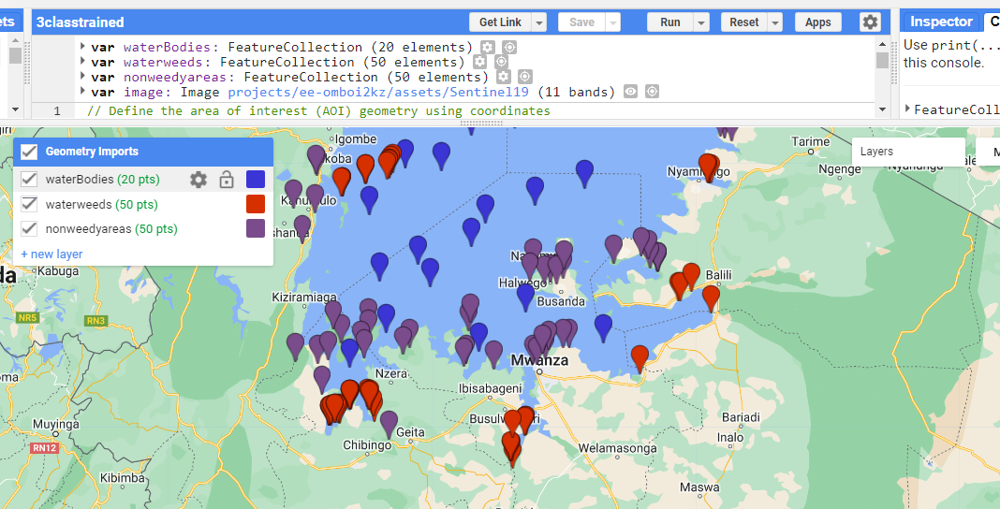 ets
3classtrained
Get Link
Save
Run
Reset
Apps
Inspector
C
var waterBodies: FeatureCollection (20 elements)
var waterweeds: FeatureCollection (50 elements)
var nonweedyareas: FeatureCollection (50 elements)
var image: Image projects/ee-omboi2kz/assets/Sentinel19 (11 bands)
1 // Define the area of interest (AOI) geometry using coordinates
Use print(...
this console.
FeatureColl
Geometry Imports
waterBodies (20 pts)
waterweeds (50 pts)
nonweedyareas (50 pts)
+ new layer
Layers
M
Igombe
koba
Tarime
Ngenge
Kabuga
da
Kiziramiaga
NR5
RN3
Halwego
Busanda
Balili
Mwanza
Nzera
Ibisabageni
oma
Muyinga
RN12
Chibingo
Geita
Welamasonga
Bariadi
Inalo
Kibimba
Maswa